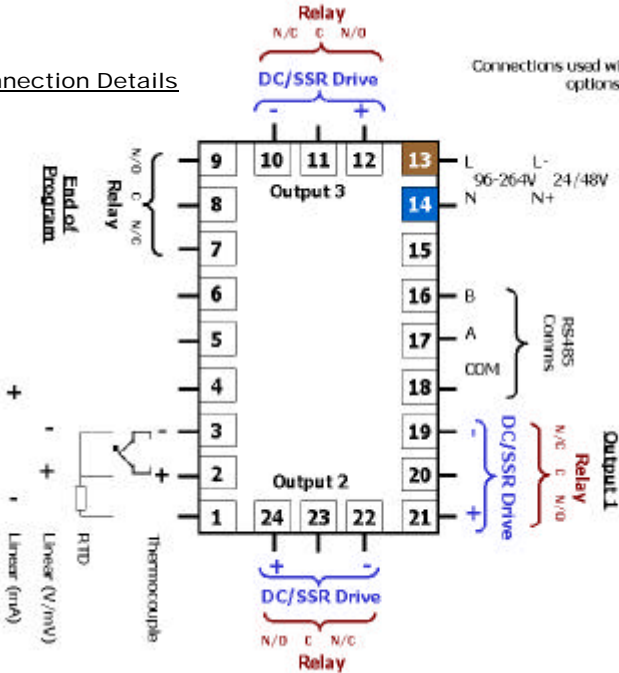 Relay
N/C C N/O
nnection Details
Connections used wi
options
DC/SSR Drive
- +
9 10 11 12 13
L L-
Output 3
96-264V 24/48V
N N+
8 14
7 15
N/O C N/C
Relay
End of
Program
6 16 B
5 17 A
COM
4 18
RS485
Comms
3 19 -
2 20
Output 2
1 24 23 22 21 +
DC/SSR Drive
N/C C N/O
Relay
Output 1
- +
+
- +
-
Thermocouple
RTD
Linear (V/mV)
Linear (mA)
+ -
DC/SSR Drive
N/O C N/C
Relay